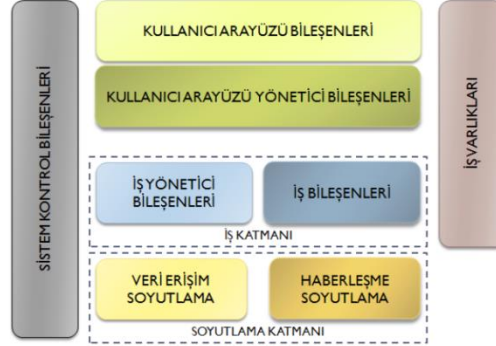 SİSTEM KONTROL BİLEŞENLERİ
KULLANICI ARAYÜZÜ BİLEŞENLERİ
KULLANICI ARAYÜZÜ YÖNETİCİ BİLEŞENLERİ
İŞ YÖNETİCİ
BİLEŞENLERİ
İŞ BİLEŞENLERİ
İŞ KATMANI
VERİ ERİŞİM
SOYUTLAMA
HABERLEŞME
SOYUTLAMA
SOYUTLAMA KATMANI
İŞ VARLIKLARI